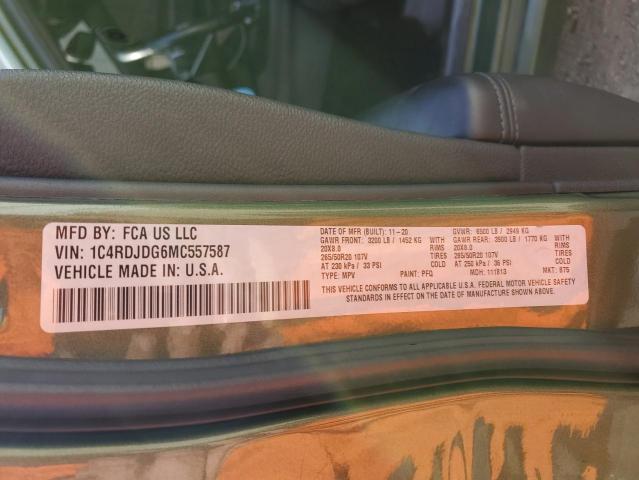 MFD BY: FCA US LLC
VIN: 1C4RDJDG6MC557587
VEHICLE MADE IN: U.S.A.
DATE OF MFR (BUILT): 11-20 GVWR: 6500 LB / 2949 KG
GAWR FRONT: 3200 LB / 1452 KG WITH GAWR REAR: 3900 LB / 1770 KG WITH
20X8.0 RIMS 20X8.0 RIMS
265/50R20 107V TIRES 265/50R20 107V TIRES
AT 230 kPa / 33 PSI COLD AT 250 kPa / 36 PSI COLD
TYPE: MPV PAINT: PFQ MDH: 111813 MKT: 875
THIS VEHICLE CONFORMS TO ALL APPLICABLE U.S.A. FEDERAL MOTOR VEHICLE SAFETY
STANDARDS IN EFFECT ON THE DATE OF MANUFACTURE SHOWN ABOVE.